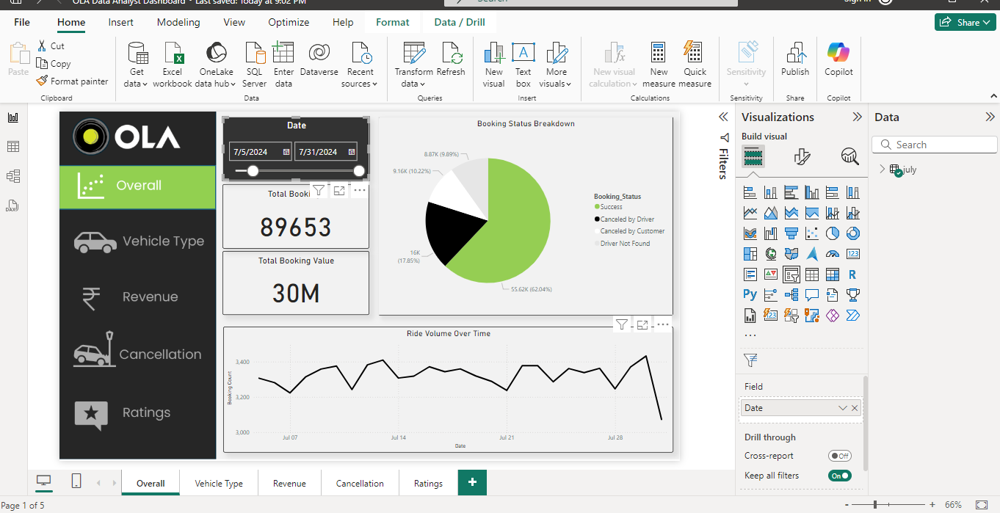 OLA Data Analyst Dashboard • Last saved: Today at 9:02 PM
Search
Sign in
File Home Insert Modeling View Optimize Help Format Data / Drill
Share
Paste
Cut
Copy
Format painter
Get data
Excel workbook
OneLake data hub
SQL Server
Enter data
Dataverse
Recent sources
Transform data
Refresh
New visual
Text box
More visuals
New visual calculation
New measure
Quick measure
Sensitivity
Publish
Copilot
Clipboard
Data
Queries
Insert
Calculations
Sensitivity
Share
Copilot
OLA
Overall
Vehicle Type
Revenue
Cancellation
Ratings
Date
7/5/2024
7/31/2024
Total Booki
89653
Total Booking Value
30M
Booking Status Breakdown
8.87K (9.89%)
9.16K (10.22%)
16K
(17.85%)
55.62K (62.04%)
Booking_Status
Success
Canceled by Driver
Canceled by Customer
Driver Not Found
Ride Volume Over Time
Booking Count
3,400
3,200
3,000
Jul 07
Jul 14
Jul 21
Jul 28
Date
Filters
Visualizations
Build visual
123
R
Py
123
...
Field
Date
Drill through
Cross-report
Off
Keep all filters
On
Data
Search
july
DAX
Overall
Vehicle Type
Revenue
Cancellation
Ratings
+
Page 1 of 5
- + 66%